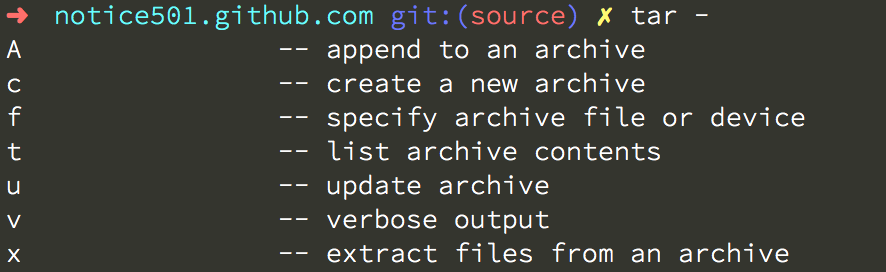 ➜ notice501.github.com git:(source) ✗ tar -
A -- append to an archive
c -- create a new archive
f -- specify archive file or device
t -- list archive contents
u -- update archive
v -- verbose output
x -- extract files from an archive